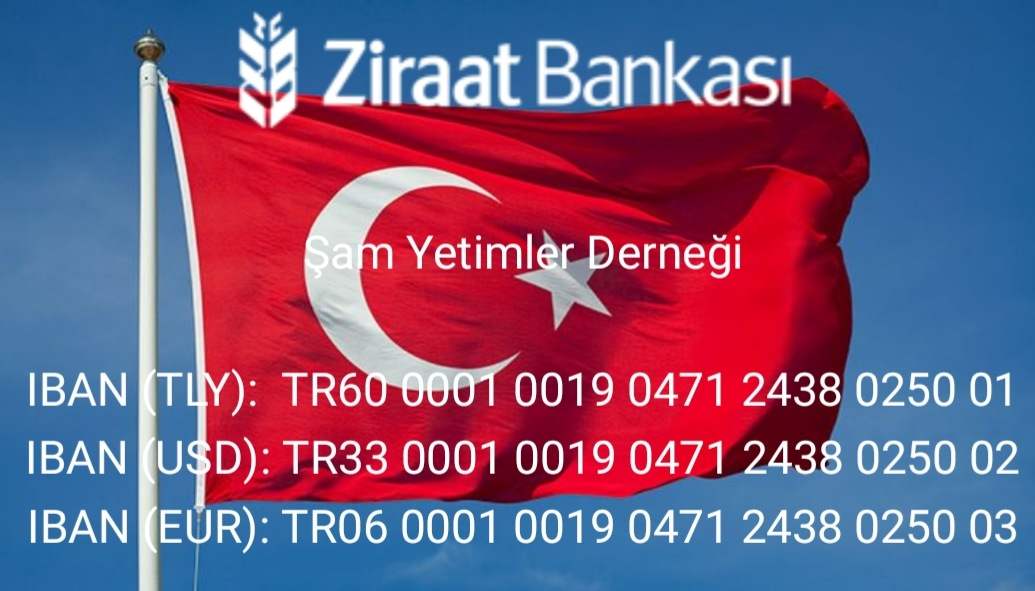 Ziraat Bankası
Şam Yetimler Derneği
IBAN (TLY): TR60 0001 0019 0471 2438 0250 01
IBAN (USD): TR33 0001 0019 0471 2438 0250 02
IBAN (EUR): TR06 0001 0019 0471 2438 0250 03